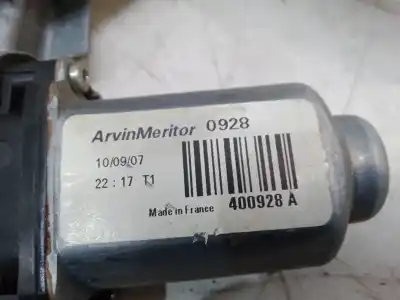 ArvinMeritor 0928
10/09/07
22 : 17 T1
Made in France 400928 A